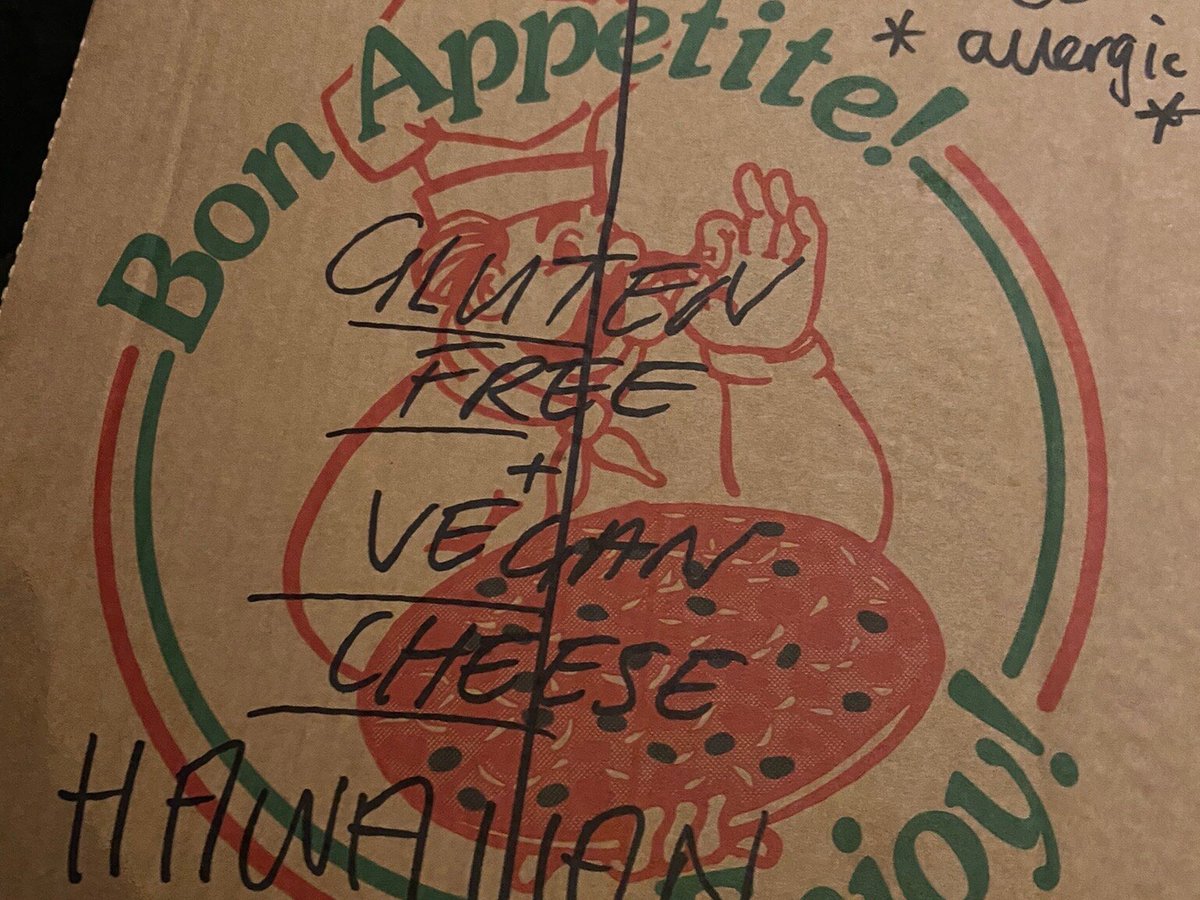 Bon Appetite!
* allergic *
GLUTEN
FREE
+
VEGAN
CHEESE
HAWAIIAN